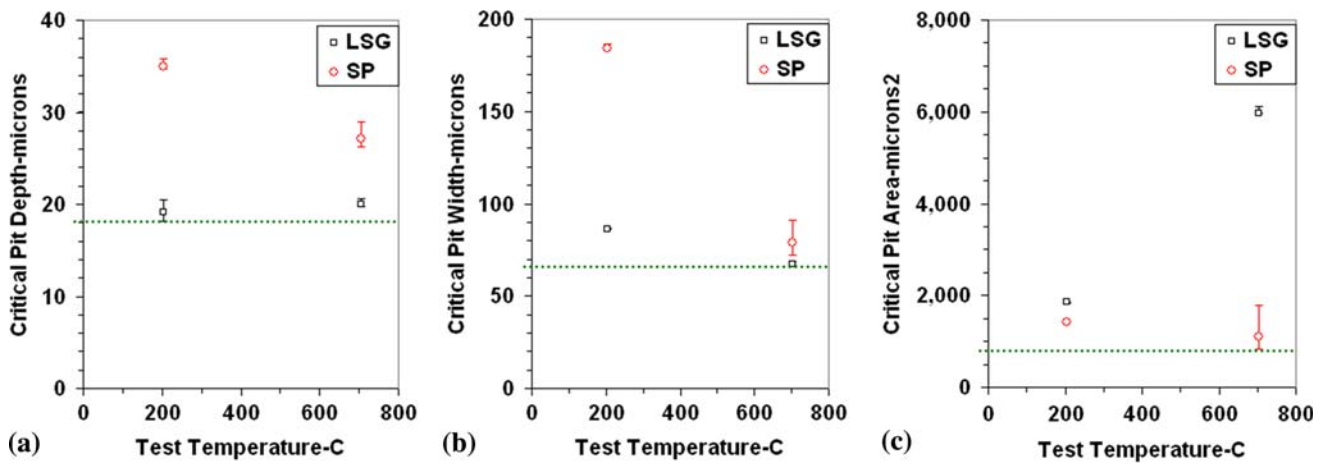 Critical Pit Depth-microns
40
30
20
10
0
0 200 400 600 800
Test Temperature-C
LSG
SP
(a)
Critical Pit Width-microns
200
150
100
50
0
0 200 400 600 800
Test Temperature-C
LSG
SP
(b)
Critical Pit Area-microns2
8,000
6,000
4,000
2,000
0
0 200 400 600 800
Test Temperature-C
LSG
SP
(c)